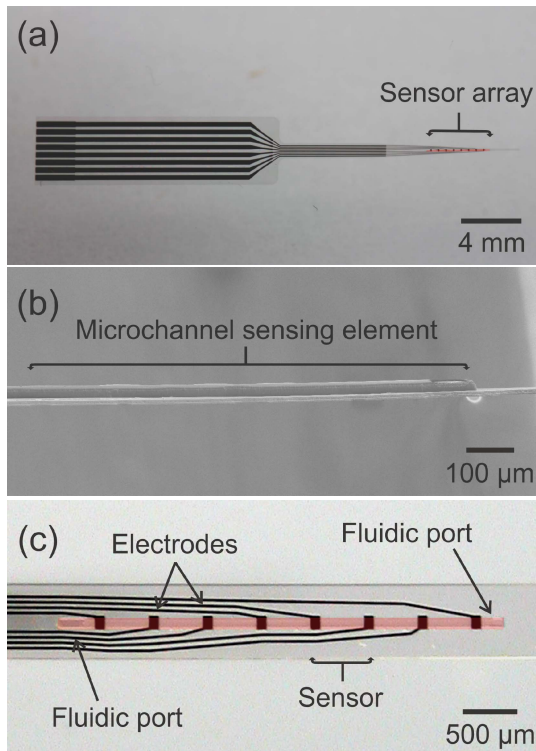 (a)
Sensor array
4 mm
(b)
Microchannel sensing element
100 µm
(c)
Electrodes
Fluidic port
Sensor
Fluidic port
500 µm